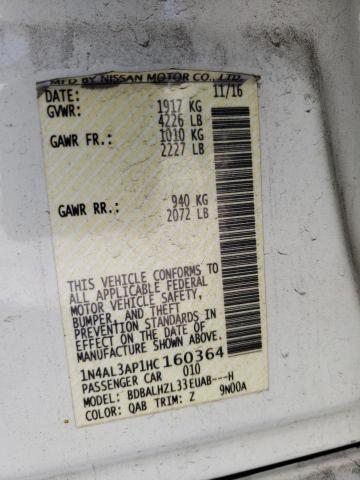 MFD BY NISSAN MOTOR CO., LTD.
DATE: 11/16
GVWR: 1917 KG
4226 LB
GAWR FR.: 1010 KG
2227 LB
GAWR RR.: 940 KG
2072 LB
THIS VEHICLE CONFORMS TO
ALL APPLICABLE FEDERAL
MOTOR VEHICLE SAFETY,
BUMPER, AND THEFT
PREVENTION STANDARDS IN
EFFECT ON THE DATE OF
MANUFACTURE SHOWN ABOVE.
1N4AL3AP1HC160364
PASSENGER CAR 010
MODEL: BDBALHZL33EUAB---H
COLOR: QAB TRIM: Z 9N00A